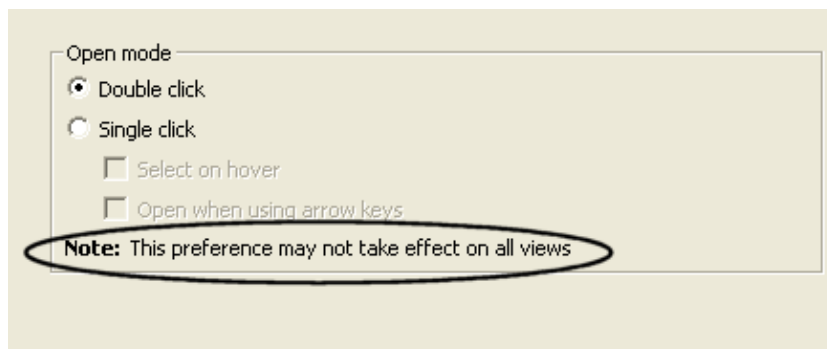 Open mode
Double click
Single click
Select on hover
Open when using arrow keys
Note: This preference may not take effect on all views